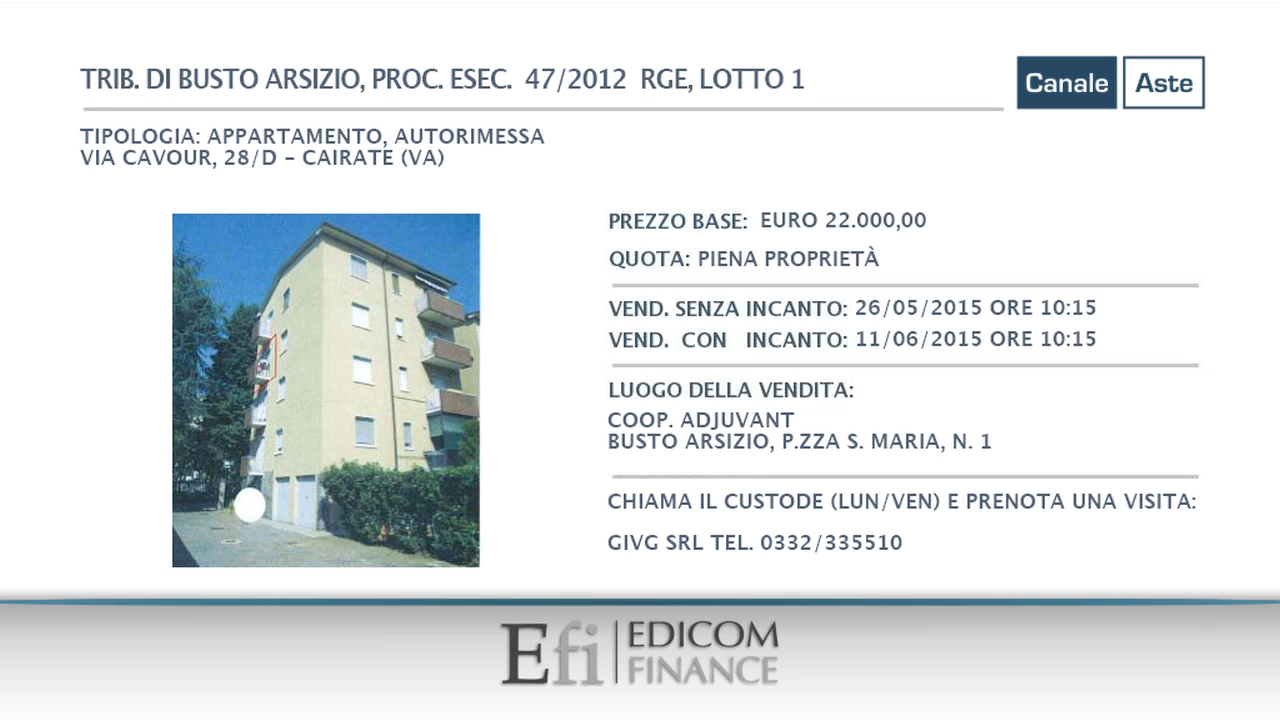 TRIB. DI BUSTO ARSIZIO, PROC. ESEC. 47/2012 RGE, LOTTO 1
Canale Aste
TIPOLOGIA: APPARTAMENTO, AUTORIMESSA
VIA CAVOUR, 28/D – CAIRATE (VA)
PREZZO BASE: EURO 22.000,00
QUOTA: PIENA PROPRIETÀ
VEND. SENZA INCANTO: 26/05/2015 ORE 10:15
VEND. CON INCANTO: 11/06/2015 ORE 10:15
LUOGO DELLA VENDITA:
COOP. ADJUVANT
BUSTO ARSIZIO, P.ZZA S. MARIA, N. 1
CHIAMA IL CUSTODE (LUN/VEN) E PRENOTA UNA VISITA:
GIVG SRL TEL. 0332/335510
Efi EDICOM
FINANCE